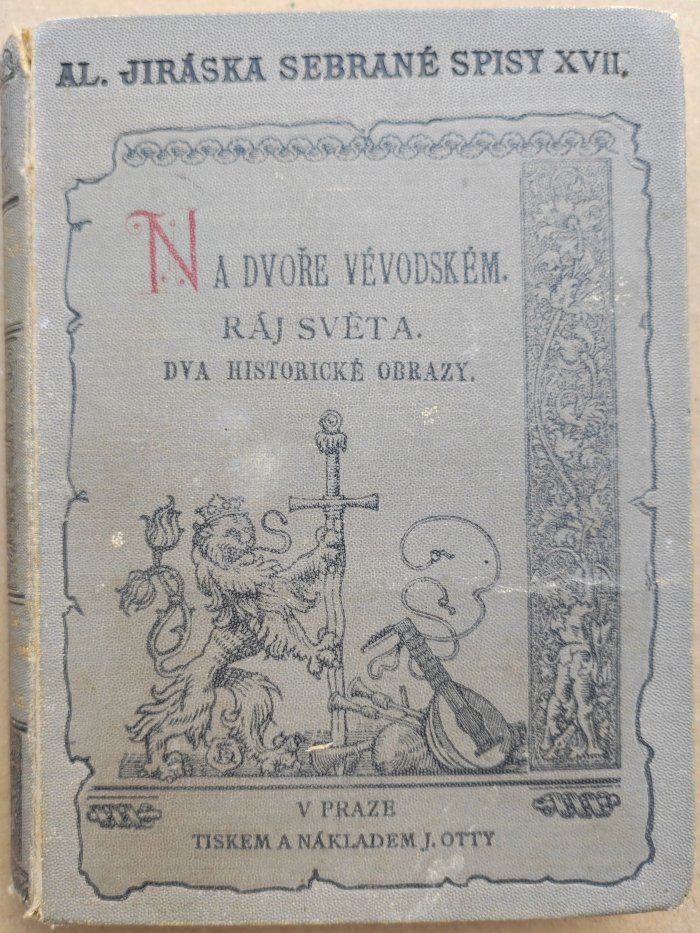 AL. JIRÁSKA SEBRANÉ SPISY XVII.
NA DVOŘE VÉVODSKÉM.
RÁJ SVĚTA.
DVA HISTORICKÉ OBRAZY.
V PRAZE
TISKEM A NÁKLADEM J. OTTY